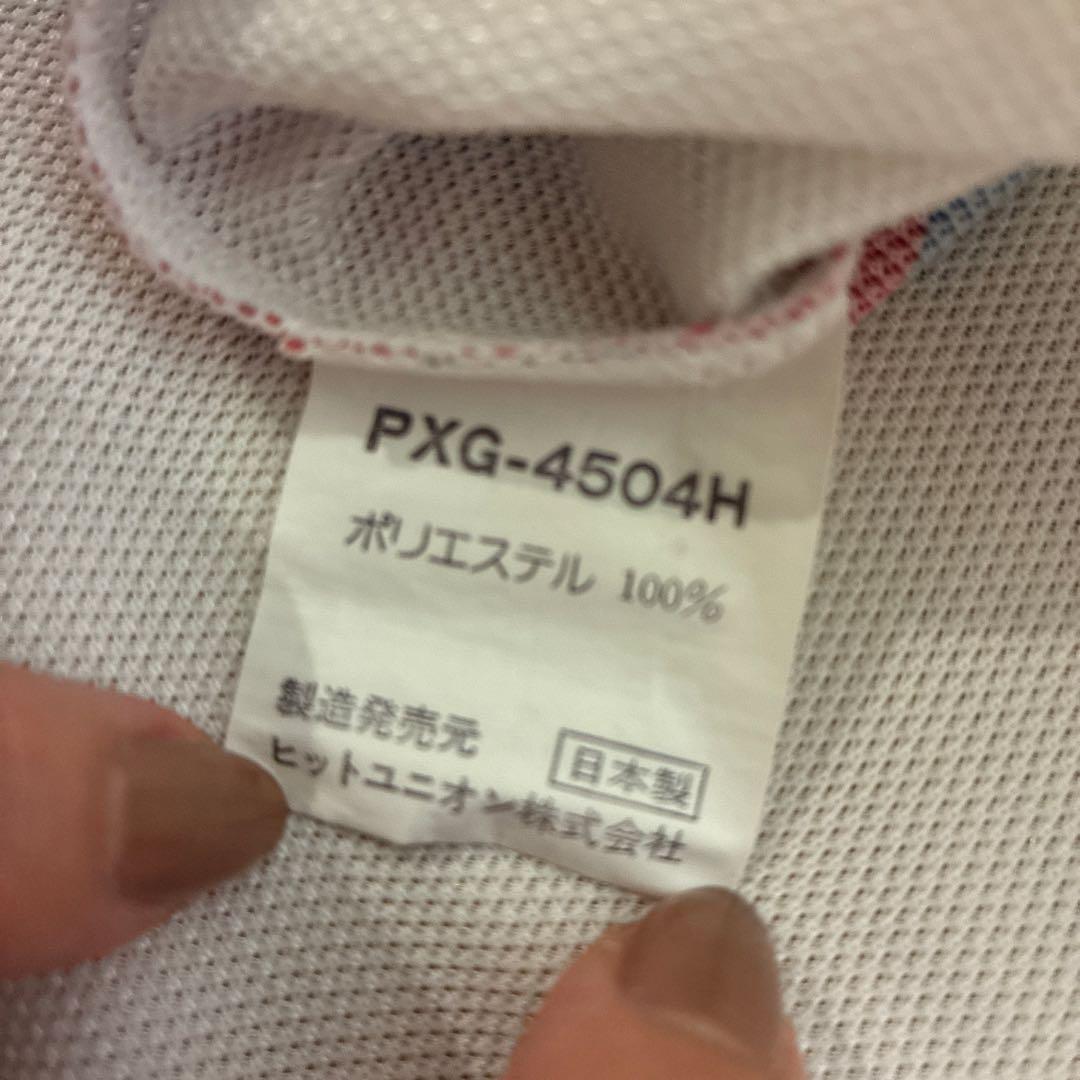 PXG-4504H
ポリエステル 100%
製造発売元
日本製
ヒットユニオン株式会社